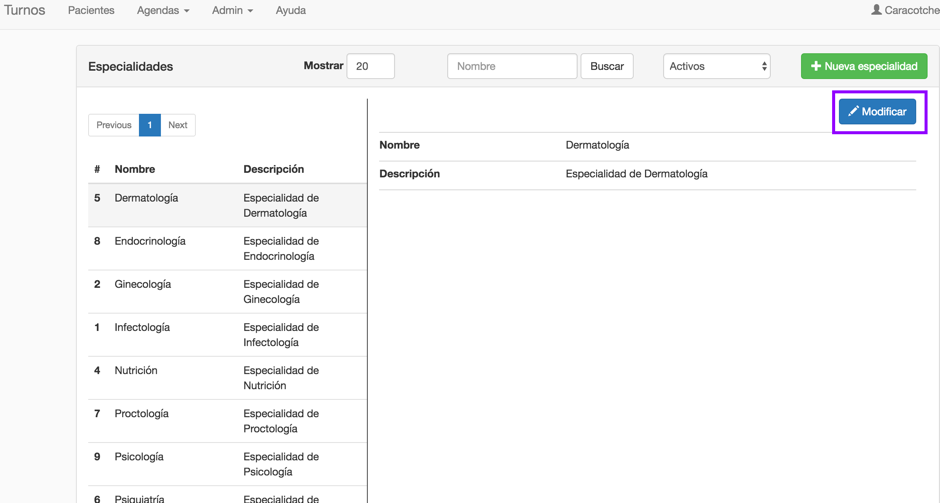 Turnos Pacientes Agendas Admin Ayuda Caracotche
Especialidades Mostrar 20 Nombre Buscar Activos Nueva especialidad
Modificar
Previous 1 Next
Nombre Dermatología
Descripción Especialidad de Dermatología
# Nombre Descripción
5 Dermatología Especialidad de
Dermatología
8 Endocrinología Especialidad de
Endocrinología
2 Ginecología Especialidad de
Ginecología
1 Infectología Especialidad de
Infectología
4 Nutrición Especialidad de
Nutrición
7 Proctología Especialidad de
Proctología
9 Psicología Especialidad de
Psicología
6 Psiquiatría Especialidad de